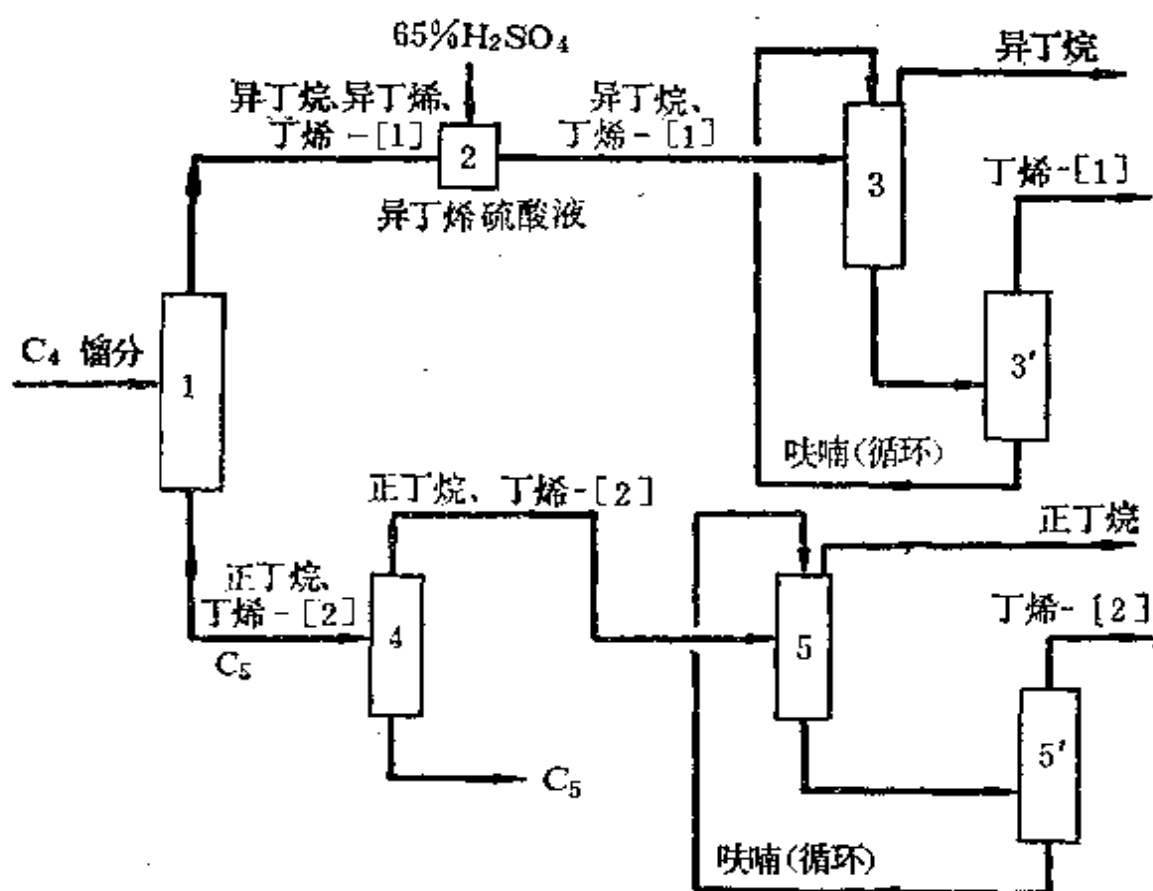 65%H₂SO₄
异丁烷
异丁烷、异丁烯、
丁烯-[1]
2
异丁烷、
丁烯-[1]
3
丁烯-[1]
异丁烯硫酸液
C₄ 馏分
1
3′
呋喃(循环)
正丁烷、丁烯-[2]
正丁烷
正丁烷、
丁烯-[2]
C₅
4
5
丁烯-[2]
5′
C₅
呋喃(循环)